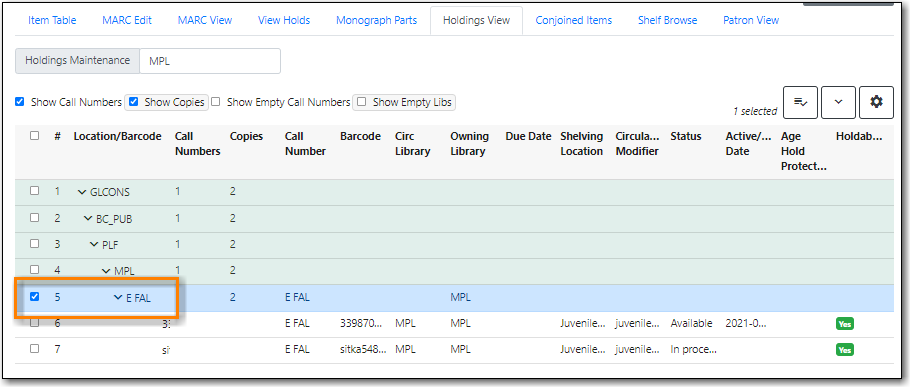 Item Table MARC Edit MARC View View Holds Monograph Parts Holdings View Conjoined Items Shelf Browse Patron View
Holdings Maintenance MPL
Show Call Numbers Show Copies Show Empty Call Numbers Show Empty Libs
1 selected
# Location/Barcode Call Numbers Copies Call Number Barcode Circ Library Owning Library Due Date Shelving Location Circula... Modifier Status Active/... Date Age Hold Protect... Holdab...
1 GLCONS 1 2
2 BC_PUB 1 2
3 PLF 1 2
4 MPL 1 2
5 E FAL 2 E FAL MPL
6 E FAL 339870... MPL MPL Juvenile... juvenile... Available 2021-0... Yes
7 si E FAL sitka548... MPL MPL Juvenile... juvenile... In proce... Yes